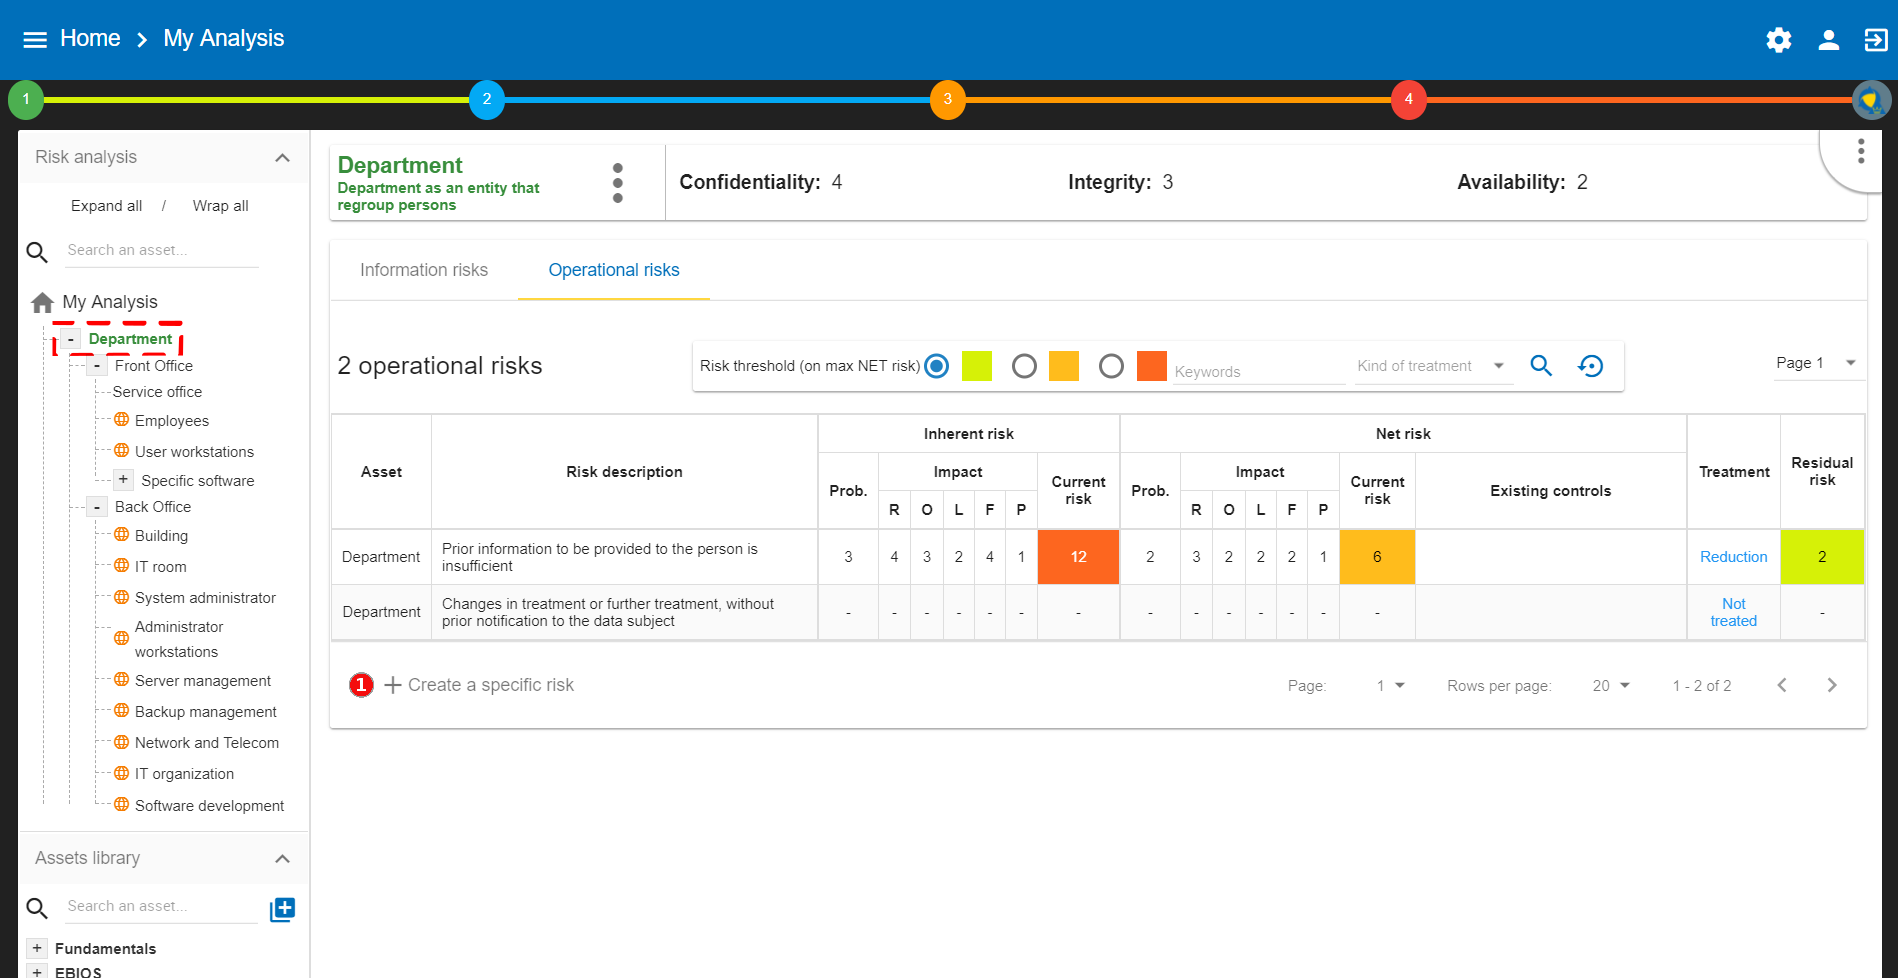 Home > My Analysis
1 2 3 4
Risk analysis
Expand all / Wrap all
Search an asset...
My Analysis
- Department
- Front Office
Service office
Employees
User workstations
+ Specific software
- Back Office
Building
IT room
System administrator
Administrator
workstations
Server management
Backup management
Network and Telecom
IT organization
Software development
Assets library
Search an asset...
+ Fundamentals
+ EBIOS
Department
Department as an entity that
regroup persons
Confidentiality: 4 Integrity: 3 Availability: 2
Information risks Operational risks
2 operational risks
Risk threshold (on max NET risk) Keywords Kind of treatment
Page 1
Asset Risk description Inherent risk Net risk Treatment Residual risk
Prob. Impact Current risk Prob. Impact Current risk Existing controls
R O L F P R O L F P
Department Prior information to be provided to the person is
insufficient 3 4 3 2 4 1 12 2 3 2 2 2 1 6 Reduction 2
Department Changes in treatment or further treatment, without
prior notification to the data subject - - - - - - - - - - - - - - Not treated -
1 + Create a specific risk
Page: 1 Rows per page: 20 1 - 2 of 2